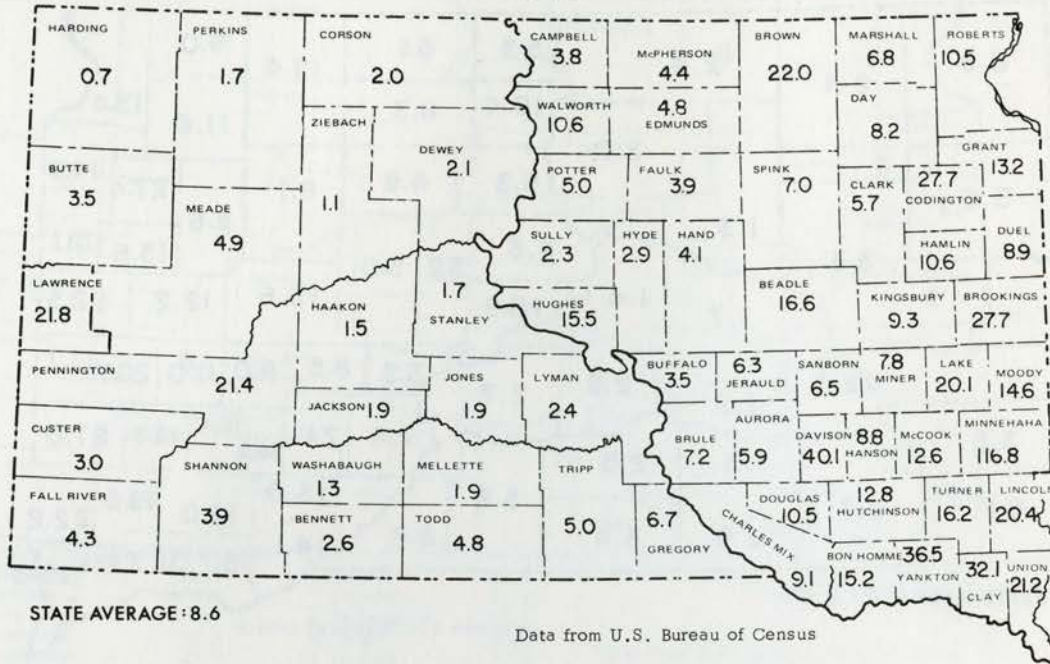 HARDING
0.7
PERKINS
1.7
CORSON
2.0
CAMPBELL
3.8
McPHERSON
4.4
BROWN
22.0
MARSHALL
6.8
ROBERTS
10.5
ZIEBACH
1.1
DEWEY
2.1
WALWORTH
10.6
4.8
EDMUNDS
DAY
8.2
GRANT
13.2
BUTTE
3.5
MEADE
4.9
POTTER
5.0
FAULK
3.9
SPINK
7.0
CLARK
5.7
27.7
CODINGTON
DUEL
8.9
SULLY
2.3
HYDE
2.9
HAND
4.1
HAMLIN
10.6
LAWRENCE
21.8
HAAKON
1.5
1.7
STANLEY
HUGHES
15.5
BEADLE
16.6
KINGSBURY
9.3
BROOKINGS
27.7
PENNINGTON
21.4
JACKSON 1.9
JONES
1.9
LYMAN
2.4
BUFFALO
3.5
6.3
JERAULD
SANBORN
6.5
7.8
MINER
LAKE
20.1
MOODY
14.6
CUSTER
3.0
SHANNON
3.9
WASHABAUGH
1.3
MELLETTE
1.9
TRIPP
5.0
BRULE
7.2
AURORA
5.9
DAVISON
40.1
8.8
HANSON
McCOOK
12.6
MINNEHAHA
116.8
FALL RIVER
4.3
BENNETT
2.6
TODD
4.8
6.7
GREGORY
CHARLES MIX
9.1
DOUGLAS
10.5
12.8
HUTCHINSON
TURNER
16.2
LINCOLN
20.4
BON HOMME
15.2
36.5
YANKTON
32.1
CLAY
UNION
21.2
STATE AVERAGE: 8.6
Data from U.S. Bureau of Census